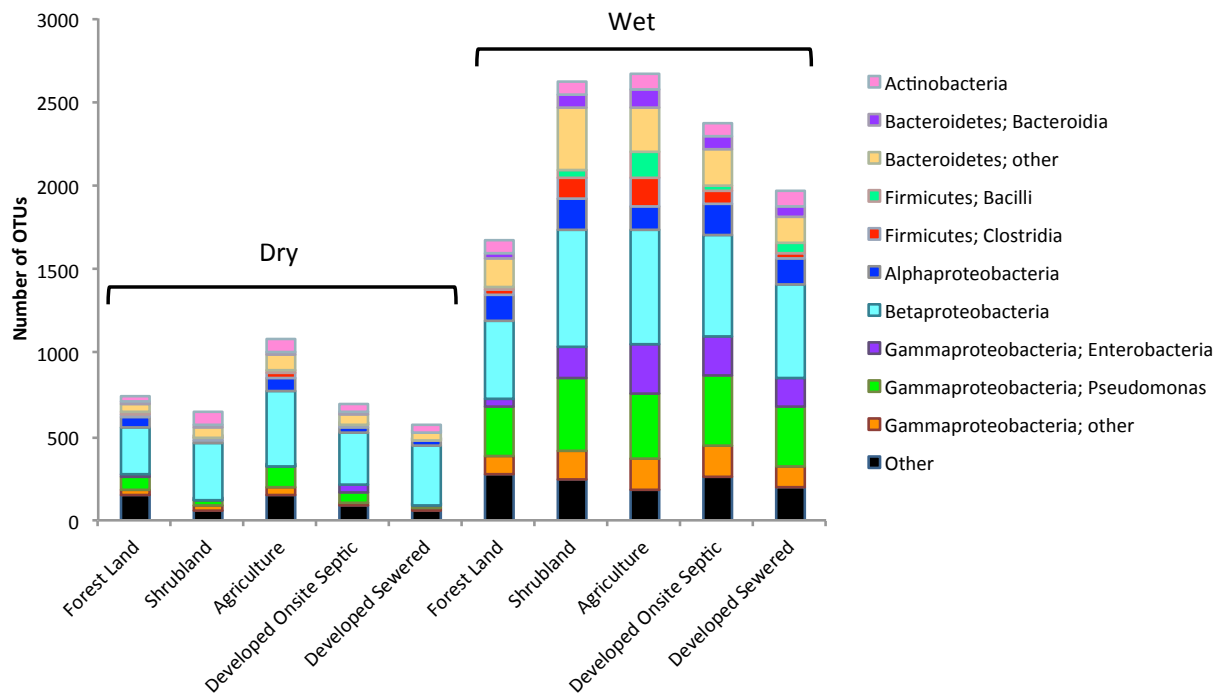 3000
2500
2000
1500
1000
500
0
Number of OTUs
Dry
Wet
Forest Land
Shrubland
Agriculture
Developed Onsite Septic
Developed Sewered
Forest Land
Shrubland
Agriculture
Developed Onsite Septic
Developed Sewered
Actinobacteria
Bacteroidetes; Bacteroidia
Bacteroidetes; other
Firmicutes; Bacilli
Firmicutes; Clostridia
Alphaproteobacteria
Betaproteobacteria
Gammaproteobacteria; Enterobacteria
Gammaproteobacteria; Pseudomonas
Gammaproteobacteria; other
Other